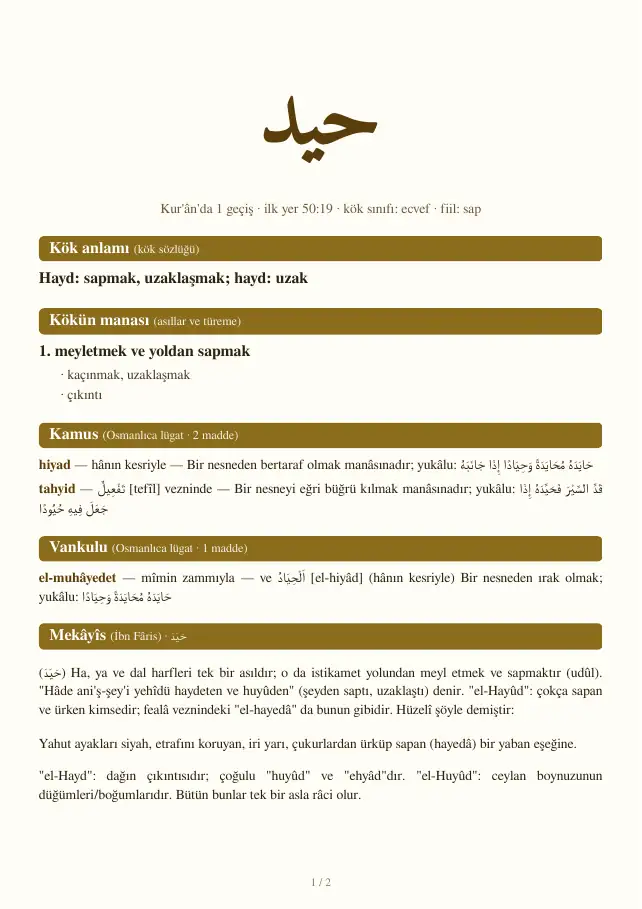 حيد
Kur'ân'da 1 geçiş · ilk yer 50:19 · kök sınıfı: ecvef · fiil: sap
Kök anlamı (kök sözlüğü)
Hayd: sapmak, uzaklaşmak; hayd: uzak
Kökün manası (asıllar ve türeme)
1. meyletmek ve yoldan sapmak
· kaçınmak, uzaklaşmak
· çıkıntı
Kamus (Osmanlıca lügat · 2 madde)
hiyad — hânın kesriyle — Bir nesneden bertaraf olmak manâsınadır; yukâlu: حَايَدَهُ مُحَايَدَةً وَحِيَادًا إِذَا جَانَبَهُ
tahyid — تَفْعِيلٌ [tefîl] vezninde — Bir nesneyi eğri büğrü kılmak manâsınadır; yukâlu: قَدَّ السَّيْرَ فَحَيَّدَهُ إِذَا
جَعَلَ فِيهِ حُيُودًا
Vankulu (Osmanlıca lügat · 1 madde)
el-muhâyedet — mîmin zammıyla — ve اَلْحِيَادُ [el-hiyâd] (hânın kesriyle) Bir nesneden ırak olmak;
yukâlu: حَايَدَهُ مُحَايَدَةً وَحِيَادًا
Mekâyîs (İbn Fâris) · حَيَدَ
(حَيَدَ) Ha, ya ve dal harfleri tek bir asıldır; o da istikamet yolundan meyl etmek ve sapmaktır (udûl).
"Hâde ani'ş-şey'i yehîdü haydeten ve huyûden" (şeyden saptı, uzaklaştı) denir. "el-Hayûd": çokça sapan
ve ürken kimsedir; fealâ veznindeki "el-hayedâ" da bunun gibidir. Hüzelî şöyle demiştir:
Yahut ayakları siyah, etrafını koruyan, iri yarı, çukurlardan ürküp sapan (hayedâ) bir yaban eşeğine.
"el-Hayd": dağın çıkıntısıdır; çoğulu "huyûd" ve "ehyâd"dır. "el-Huyûd": ceylan boynuzunun
düğümleri/boğumlarıdır. Bütün bunlar tek bir asla râci olur.
1 / 2